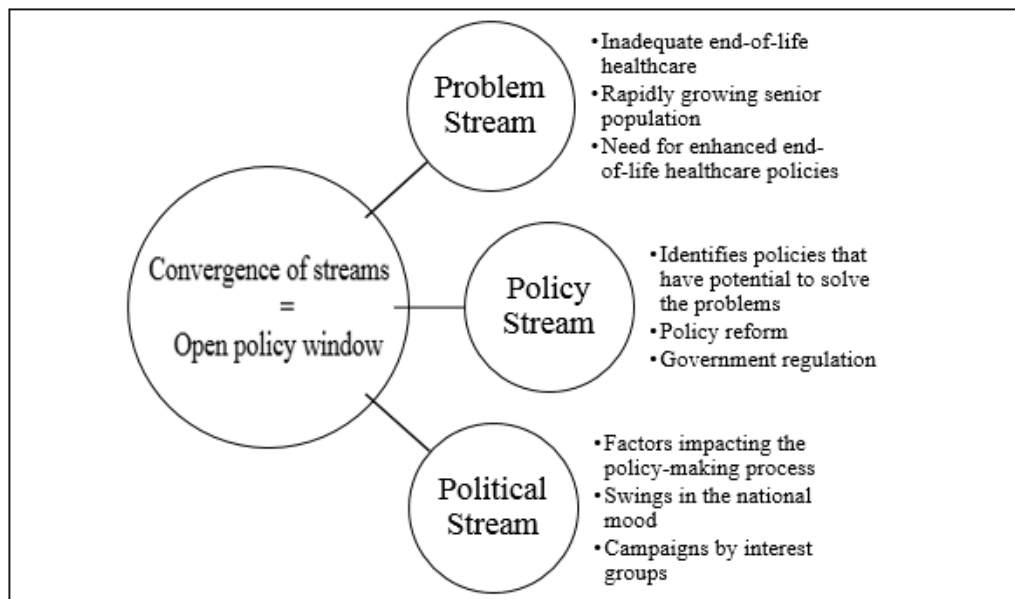 Problem
Stream
•Inadequate end-of-life
healthcare
•Rapidly growing senior
population
•Need for enhanced end-
of-life healthcare policies
Convergence of streams
=
Open policy window
Policy
Stream
•Identifies policies that
have potential to solve
the problems
•Policy reform
•Government regulation
Political
Stream
•Factors impacting the
policy-making process
•Swings in the national
mood
•Campaigns by interest
groups